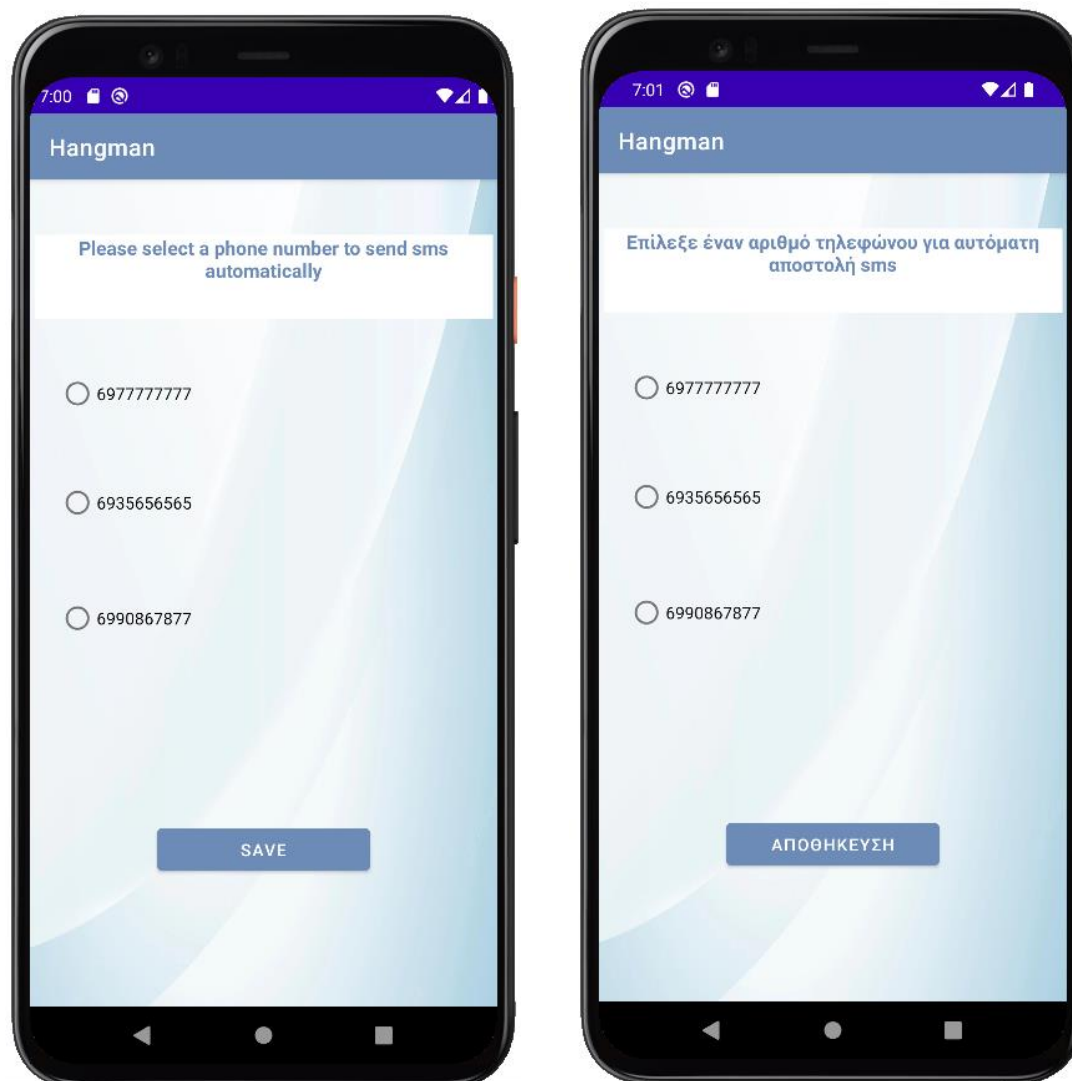 7:00
Hangman
Please select a phone number to send sms
automatically
6977777777
6935656565
6990867877
SAVE
7:01
Hangman
Επίλεξε έναν αριθμό τηλεφώνου για αυτόματη
αποστολή sms
6977777777
6935656565
6990867877
ΑΠΟΘΗΚΕΥΣΗ